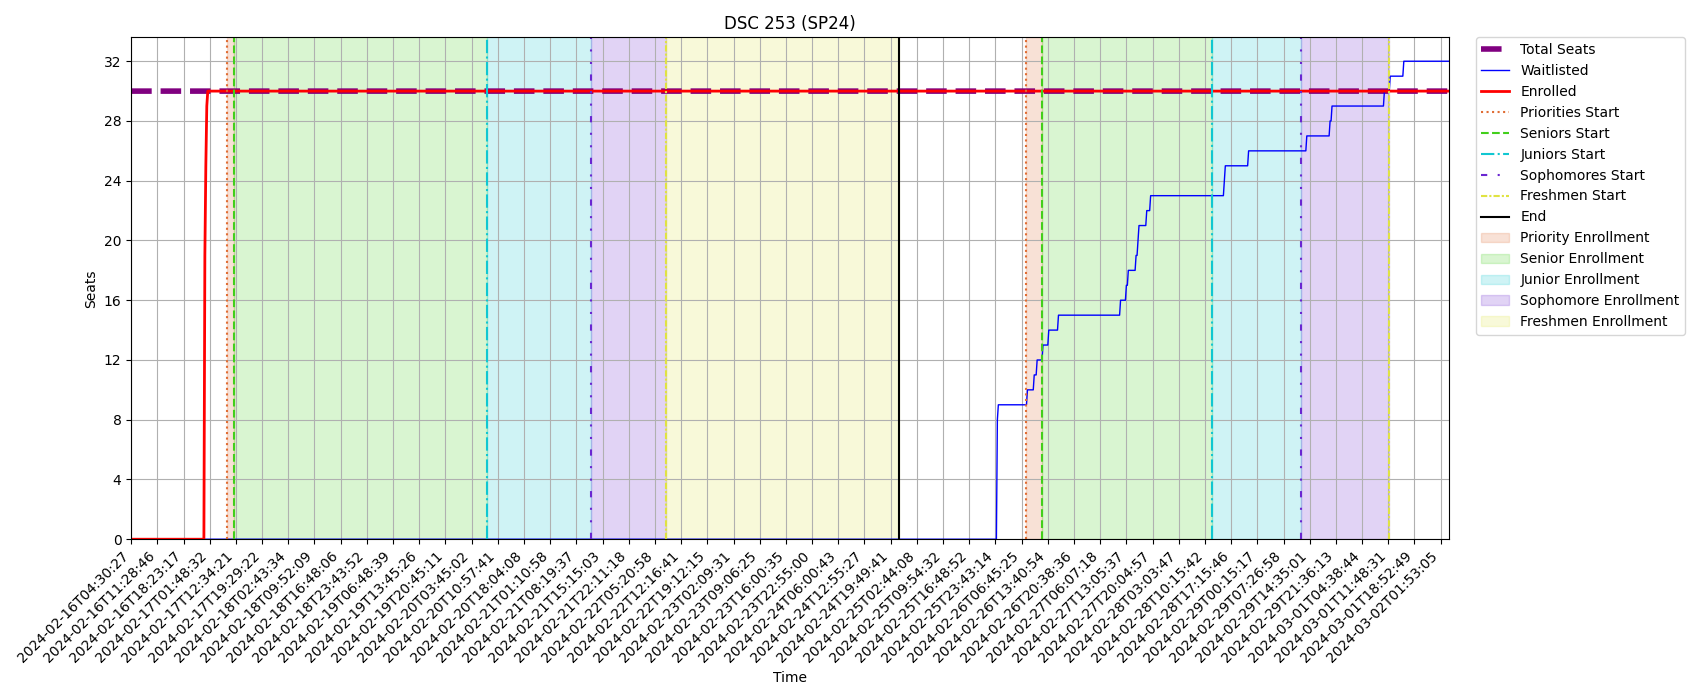 DSC 253 (SP24)
Seats
32
28
24
20
16
12
8
4
0
2024-02-16T04:30:27
2024-02-16T11:28:46
2024-02-16T18:23:17
2024-02-17T01:48:32
2024-02-17T12:34:21
2024-02-17T19:29:22
2024-02-18T02:43:34
2024-02-18T09:52:09
2024-02-18T16:48:06
2024-02-18T23:43:52
2024-02-19T06:48:39
2024-02-19T13:45:26
2024-02-19T20:45:11
2024-02-20T03:45:02
2024-02-20T10:57:41
2024-02-20T18:04:08
2024-02-21T01:10:58
2024-02-21T08:19:37
2024-02-21T15:15:03
2024-02-21T22:11:18
2024-02-22T05:20:58
2024-02-22T12:16:41
2024-02-22T19:12:15
2024-02-23T02:09:31
2024-02-23T09:06:25
2024-02-23T16:00:35
2024-02-23T22:55:00
2024-02-24T06:00:43
2024-02-24T12:55:27
2024-02-24T19:49:41
2024-02-25T02:44:08
2024-02-25T09:54:32
2024-02-25T16:48:52
2024-02-25T23:43:14
2024-02-26T06:45:25
2024-02-26T13:40:54
2024-02-26T20:38:36
2024-02-27T06:07:18
2024-02-27T13:05:37
2024-02-27T20:04:57
2024-02-28T03:03:47
2024-02-28T10:15:42
2024-02-28T17:15:46
2024-02-29T00:15:17
2024-02-29T07:26:58
2024-02-29T14:35:01
2024-02-29T21:36:13
2024-03-01T04:38:44
2024-03-01T11:48:31
2024-03-01T18:52:49
2024-03-02T01:53:05
Time
Total Seats
Waitlisted
Enrolled
Priorities Start
Seniors Start
Juniors Start
Sophomores Start
Freshmen Start
End
Priority Enrollment
Senior Enrollment
Junior Enrollment
Sophomore Enrollment
Freshmen Enrollment